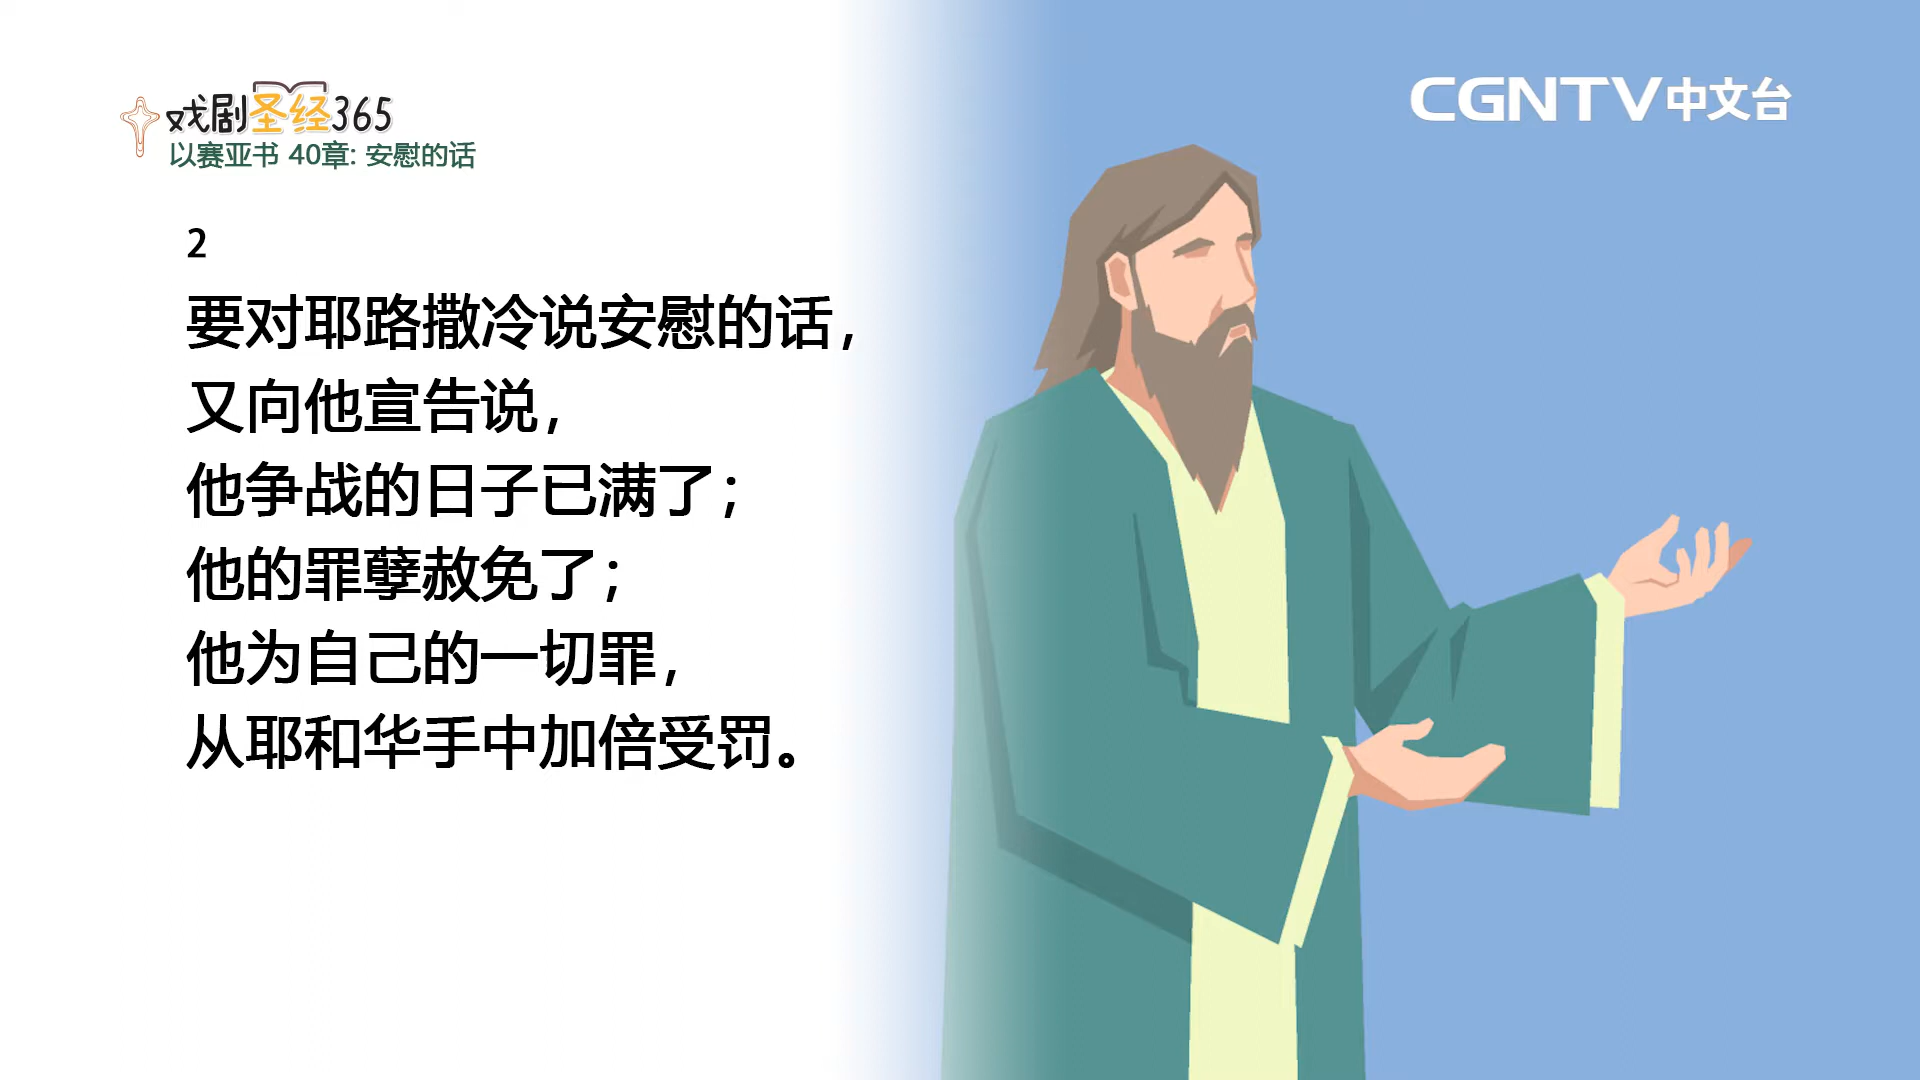 戏剧圣经365
CGNTV中文台
以赛亚书 40章: 安慰的话
2
要对耶路撒冷说安慰的话，
又向他宣告说，
他争战的日子已满了；
他的罪孽赦免了；
他为自己的一切罪，
从耶和华手中加倍受罚。